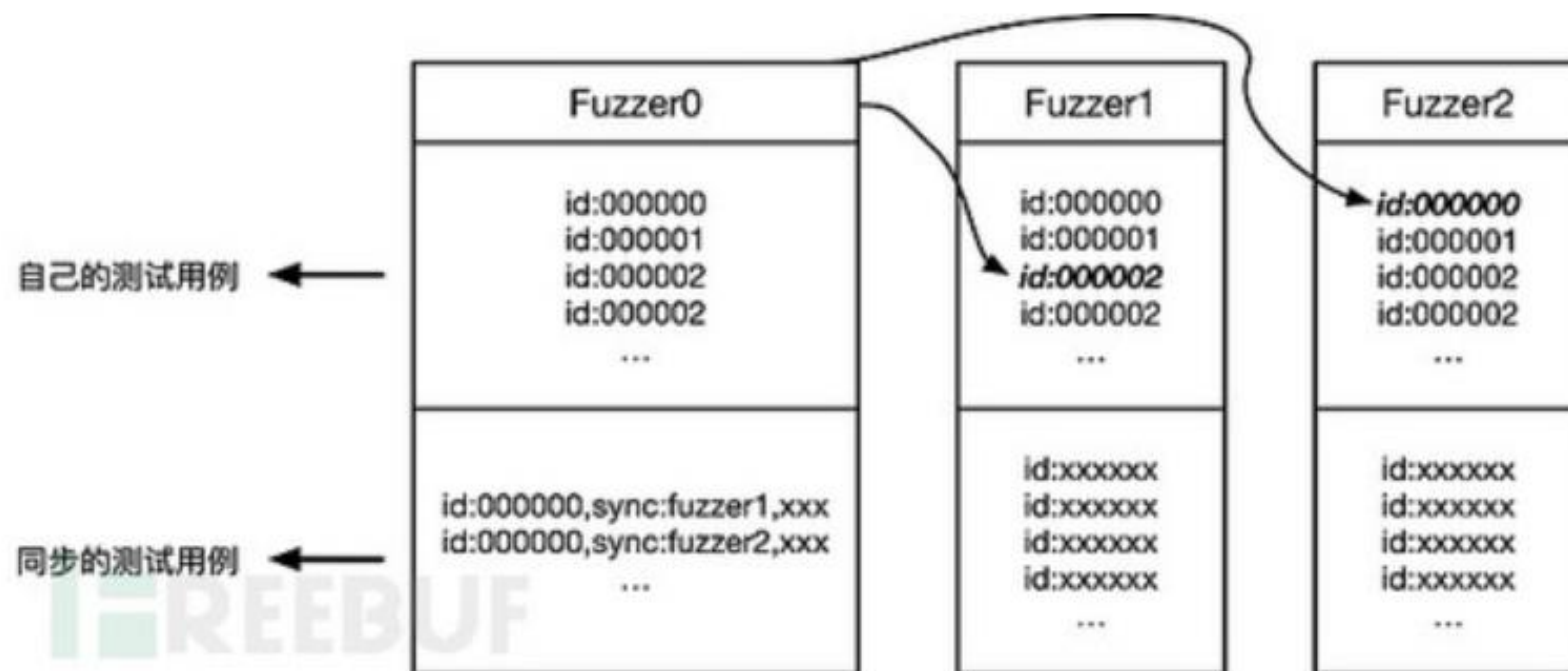 Fuzzer0
id:000000
id:000001
id:000002
id:000002
...
id:000000,sync:fuzzer1,xxx
id:000000,sync:fuzzer2,xxx
...
Fuzzer1
id:000000
id:000001
id:000002
id:000002
...
id:xxxxxx
id:xxxxxx
id:xxxxxx
id:xxxxxx
...
Fuzzer2
id:000000
id:000001
id:000002
id:000002
...
id:xxxxxx
id:xxxxxx
id:xxxxxx
id:xxxxxx
...
自己的测试用例
同步的测试用例
FREEBUF